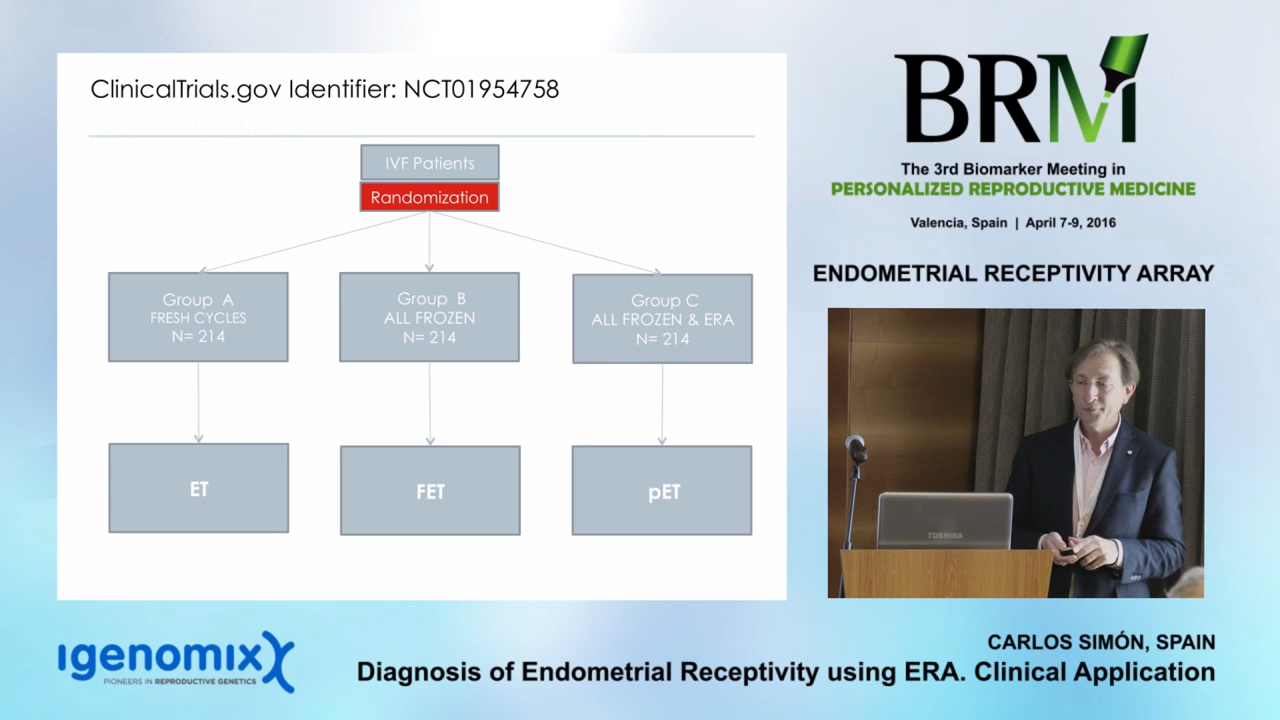 ClinicalTrials.gov Identifier: NCT01954758
IVF Patients
Randomization
Group A
FRESH CYCLES
N= 214
Group B
ALL FROZEN
N= 214
Group C
ALL FROZEN & ERA
N= 214
ET
FET
pET
BRM
The 3rd Biomarker Meeting in
PERSONALIZED REPRODUCTIVE MEDICINE
Valencia, Spain | April 7-9, 2016
ENDOMETRIAL RECEPTIVITY ARRAY
TOSHIBA
Igenomix
PIONEERS IN REPRODUCTIVE GENETICS
CARLOS SIMÓN, SPAIN
Diagnosis of Endometrial Receptivity using ERA. Clinical Application